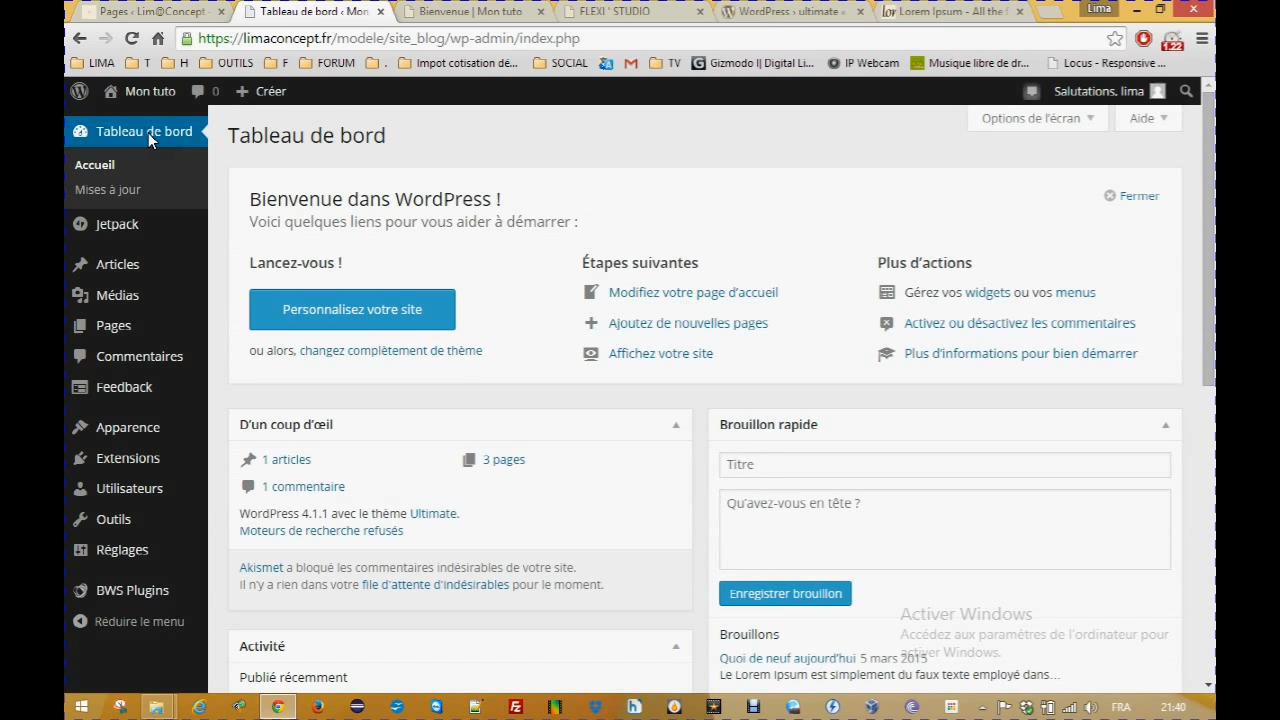 Pages ‹ Lim@Concept -
Tableau de bord ‹ Mon
Bienvenue | Mon tuto
FLEXI ' STUDIO
WordPress › ultimate «
Lorem Ipsum - All the f
Lima
https://limaconcept.fr/modele/site_blog/wp-admin/index.php
1.22
LIMA
T
H
OUTILS
F
FORUM
.
Impot cotisation dé...
SOCIAL
TV
Gizmodo l| Digital Li...
IP Webcam
Musique libre de dr...
Locus - Responsive ...
Mon tuto
0
Créer
Salutations, lima
Tableau de bord
Accueil
Mises à jour
Jetpack
Articles
Médias
Pages
Commentaires
Feedback
Apparence
Extensions
Utilisateurs
Outils
Réglages
BWS Plugins
Réduire le menu
Tableau de bord
Options de l'écran
Aide
Bienvenue dans WordPress !
Voici quelques liens pour vous aider à démarrer :
Fermer
Lancez-vous !
Personnalisez votre site
ou alors, changez complètement de thème
Étapes suivantes
Modifiez votre page d'accueil
Ajoutez de nouvelles pages
Affichez votre site
Plus d'actions
Gérez vos widgets ou vos menus
Activez ou désactivez les commentaires
Plus d'informations pour bien démarrer
D'un coup d'œil
1 articles
3 pages
1 commentaire
WordPress 4.1.1 avec le thème Ultimate.
Moteurs de recherche refusés
Akismet a bloqué les commentaires indésirables de votre site.
Il n'y a rien dans votre file d'attente d'indésirables pour le moment.
Activité
Publié récemment
Brouillon rapide
Titre
Qu'avez-vous en tête ?
Enregistrer brouillon
Brouillons
Quoi de neuf aujourd'hui 5 mars 2015
Le Lorem Ipsum est simplement du faux texte employé dans…
Activer Windows
Accédez aux paramètres de l'ordinateur pour
activer Windows.
FRA
21:40